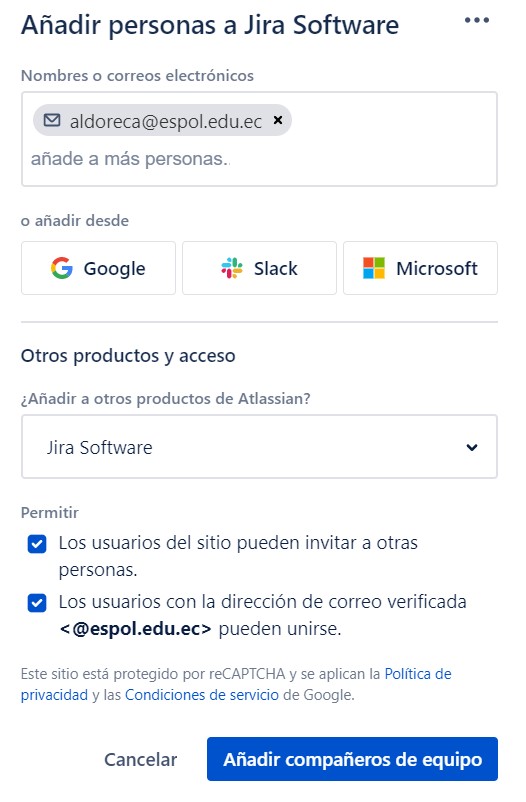 Añadir personas a Jira Software
Nombres o correos electrónicos
aldoreca@espol.edu.ec
añade a más personas.
o añadir desde
Google
Slack
Microsoft
Otros productos y acceso
¿Añadir a otros productos de Atlassian?
Jira Software
Permitir
Los usuarios del sitio pueden invitar a otras
personas.
Los usuarios con la dirección de correo verificada
<@espol.edu.ec> pueden unirse.
Este sitio está protegido por reCAPTCHA y se aplican la Política de
privacidad y las Condiciones de servicio de Google.
Cancelar
Añadir compañeros de equipo